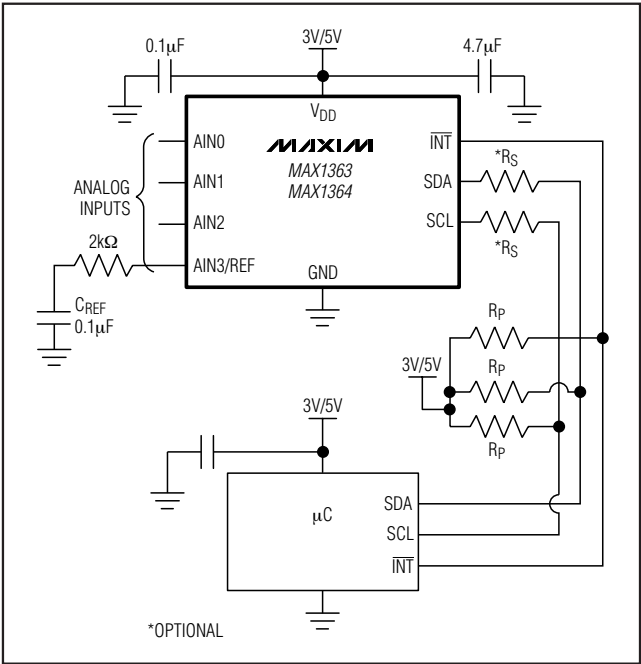 3V/5V
0.1µF
4.7µF
VDD
MAXIM
MAX1363
MAX1364
AIN0
AIN1
AIN2
AIN3/REF
ANALOG
INPUTS
INT
SDA
SCL
*RS
*RS
GND
2kΩ
CREF
0.1µF
RP
3V/5V
RP
RP
3V/5V
µC
SDA
SCL
INT
*OPTIONAL